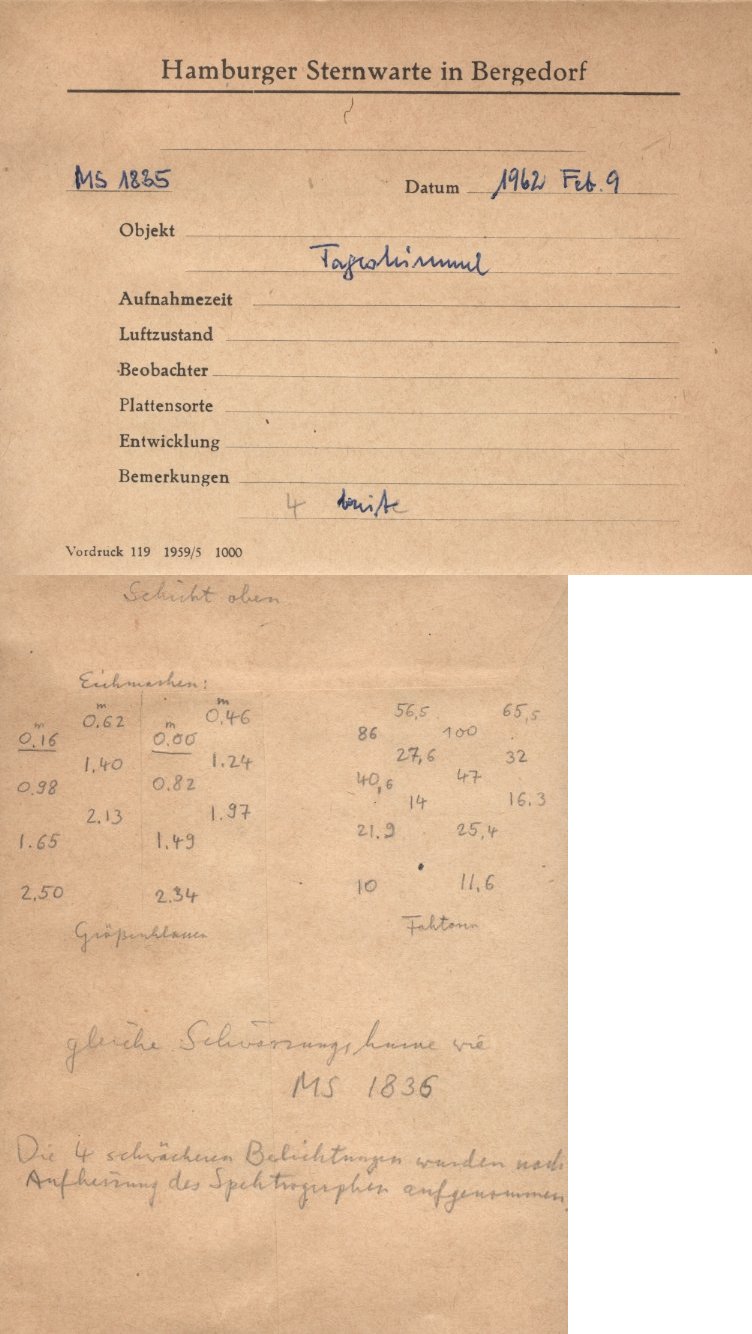 Hamburger Sternwarte in Bergedorf
MS 1835 Datum 1962 Feb. 9
Objekt
Tageshimmel
Aufnahmezeit
Luftzustand
Beobachter
Plattensorte
Entwicklung
Bemerkungen
4 breite
Vordruck 119 1959/5 1000
Schicht oben
Eichmarken:
0.62 m 0.46 m 56,5 65,5
0.16 m 0.00 m 86 100
1.40 1.24 27,6 32
0.98 0.82 40,6 47
2.13 1.97 14 16.3
1.65 1.49 21.9 25,4
2,50 2.34 10 11,6
Größenklassen Faktoren
gleiche Schwärzungskurve wie
MS 1836
Die 4 schwächeren Belichtungen wurden nach
Aufheizung des Spektrographen aufgenommen.